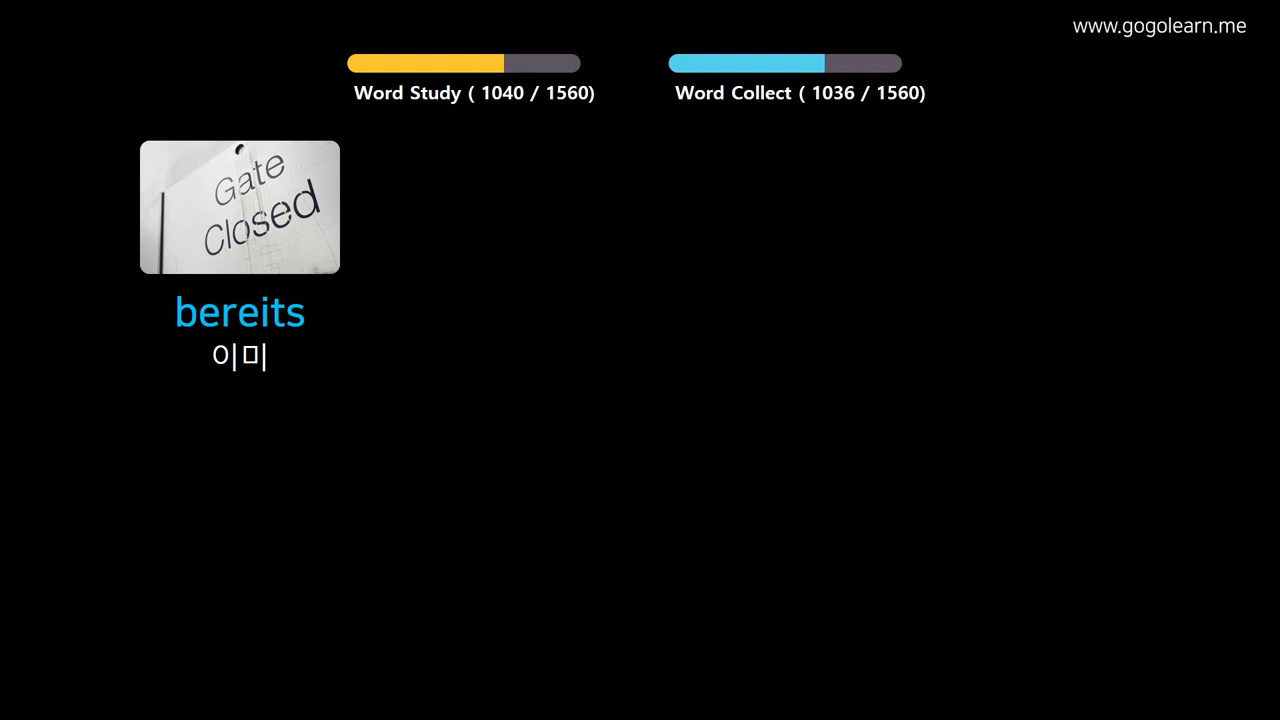 www.gogolearn.me
Word Study ( 1040 / 1560)
Word Collect ( 1036 / 1560)
Gate
Closed
bereits
이미